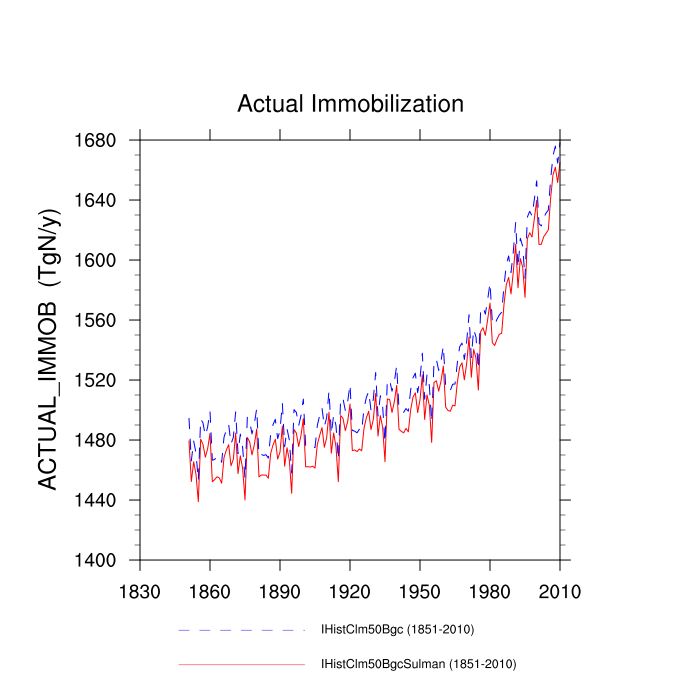 Actual Immobilization
ACTUAL_IMMOB (TgN/y)
1680
1640
1600
1560
1520
1480
1440
1400
1830 1860 1890 1920 1950 1980 2010
IHistClm50Bgc (1851-2010)
IHistClm50BgcSulman (1851-2010)